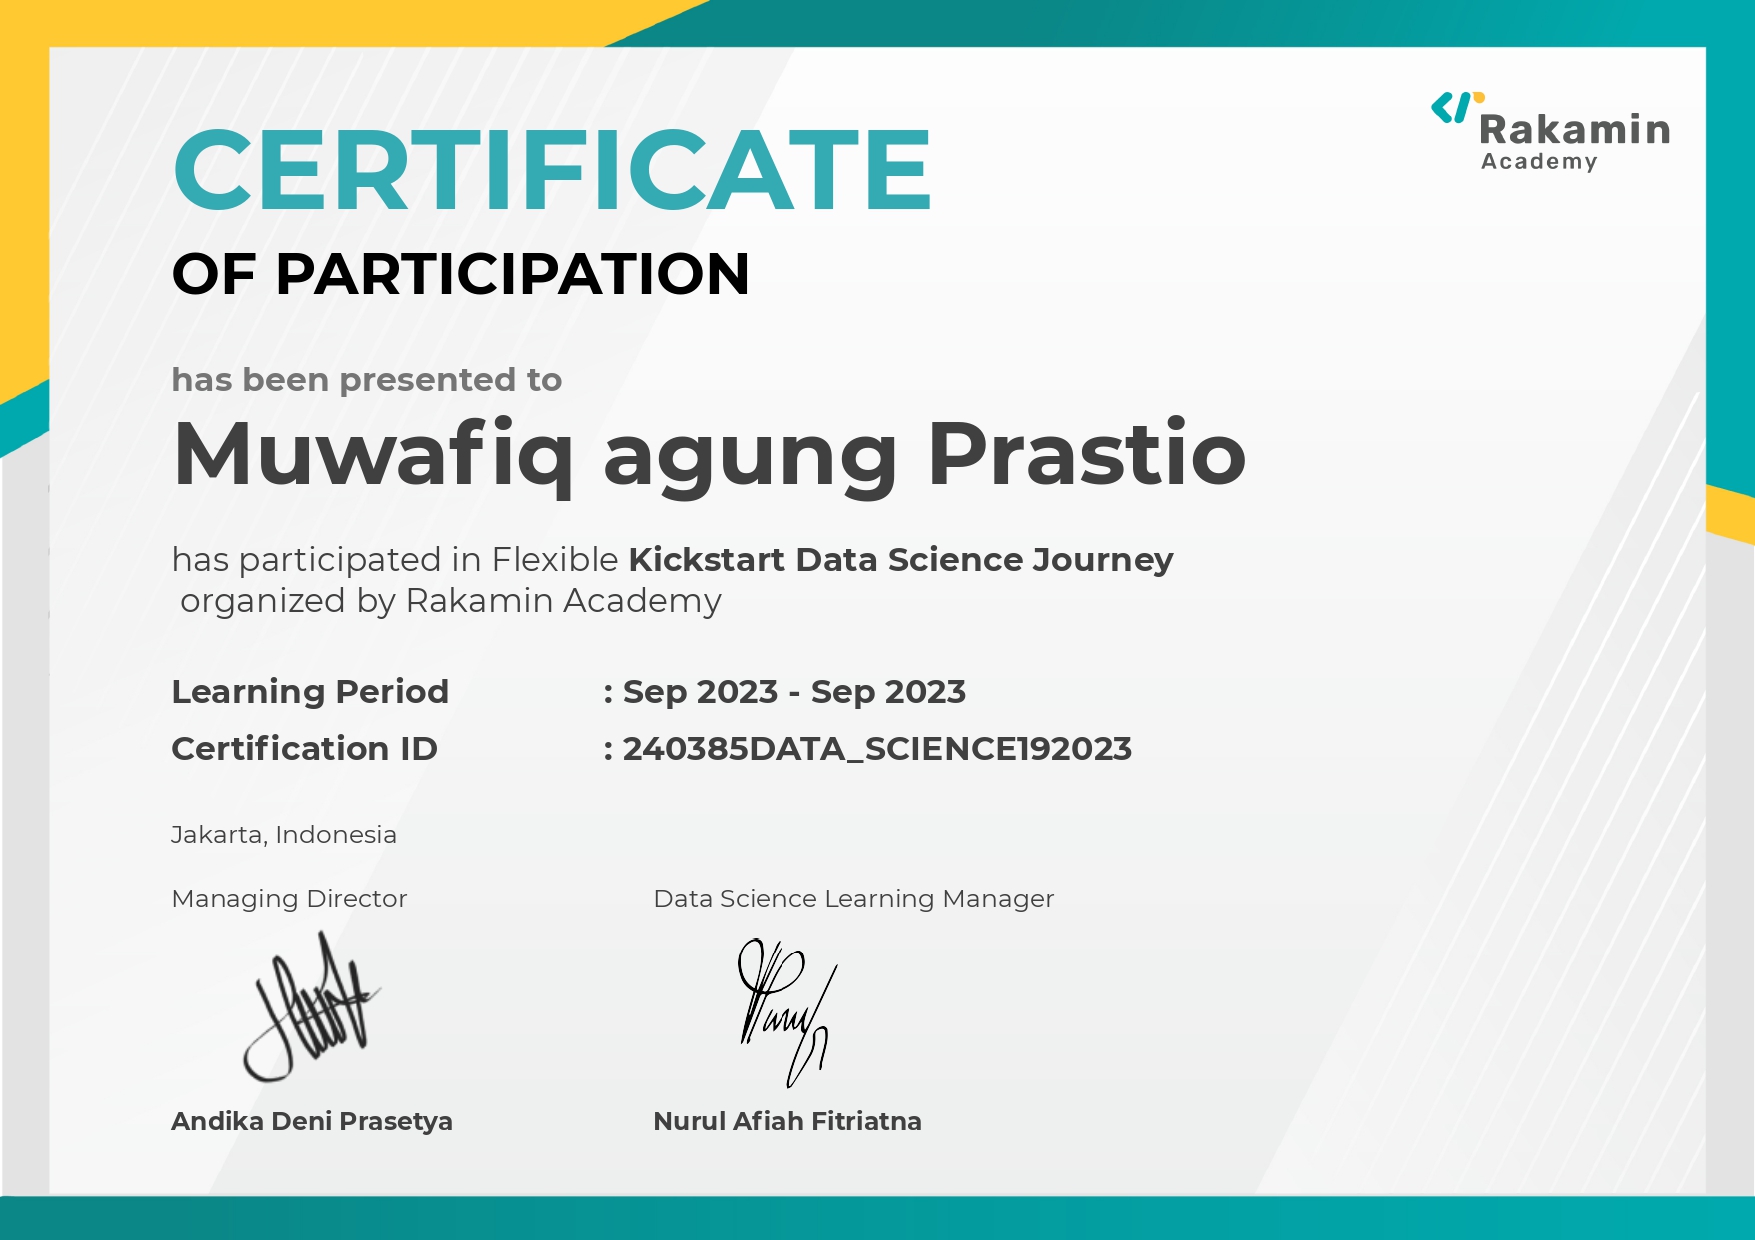 Rakamin
Academy
CERTIFICATE
OF PARTICIPATION
has been presented to
Muwafiq agung Prastio
has participated in Flexible Kickstart Data Science Journey
organized by Rakamin Academy
Learning Period : Sep 2023 - Sep 2023
Certification ID : 240385DATA_SCIENCE192023
Jakarta, Indonesia
Managing Director Data Science Learning Manager
Andika Deni Prasetya Nurul Afiah Fitriatna